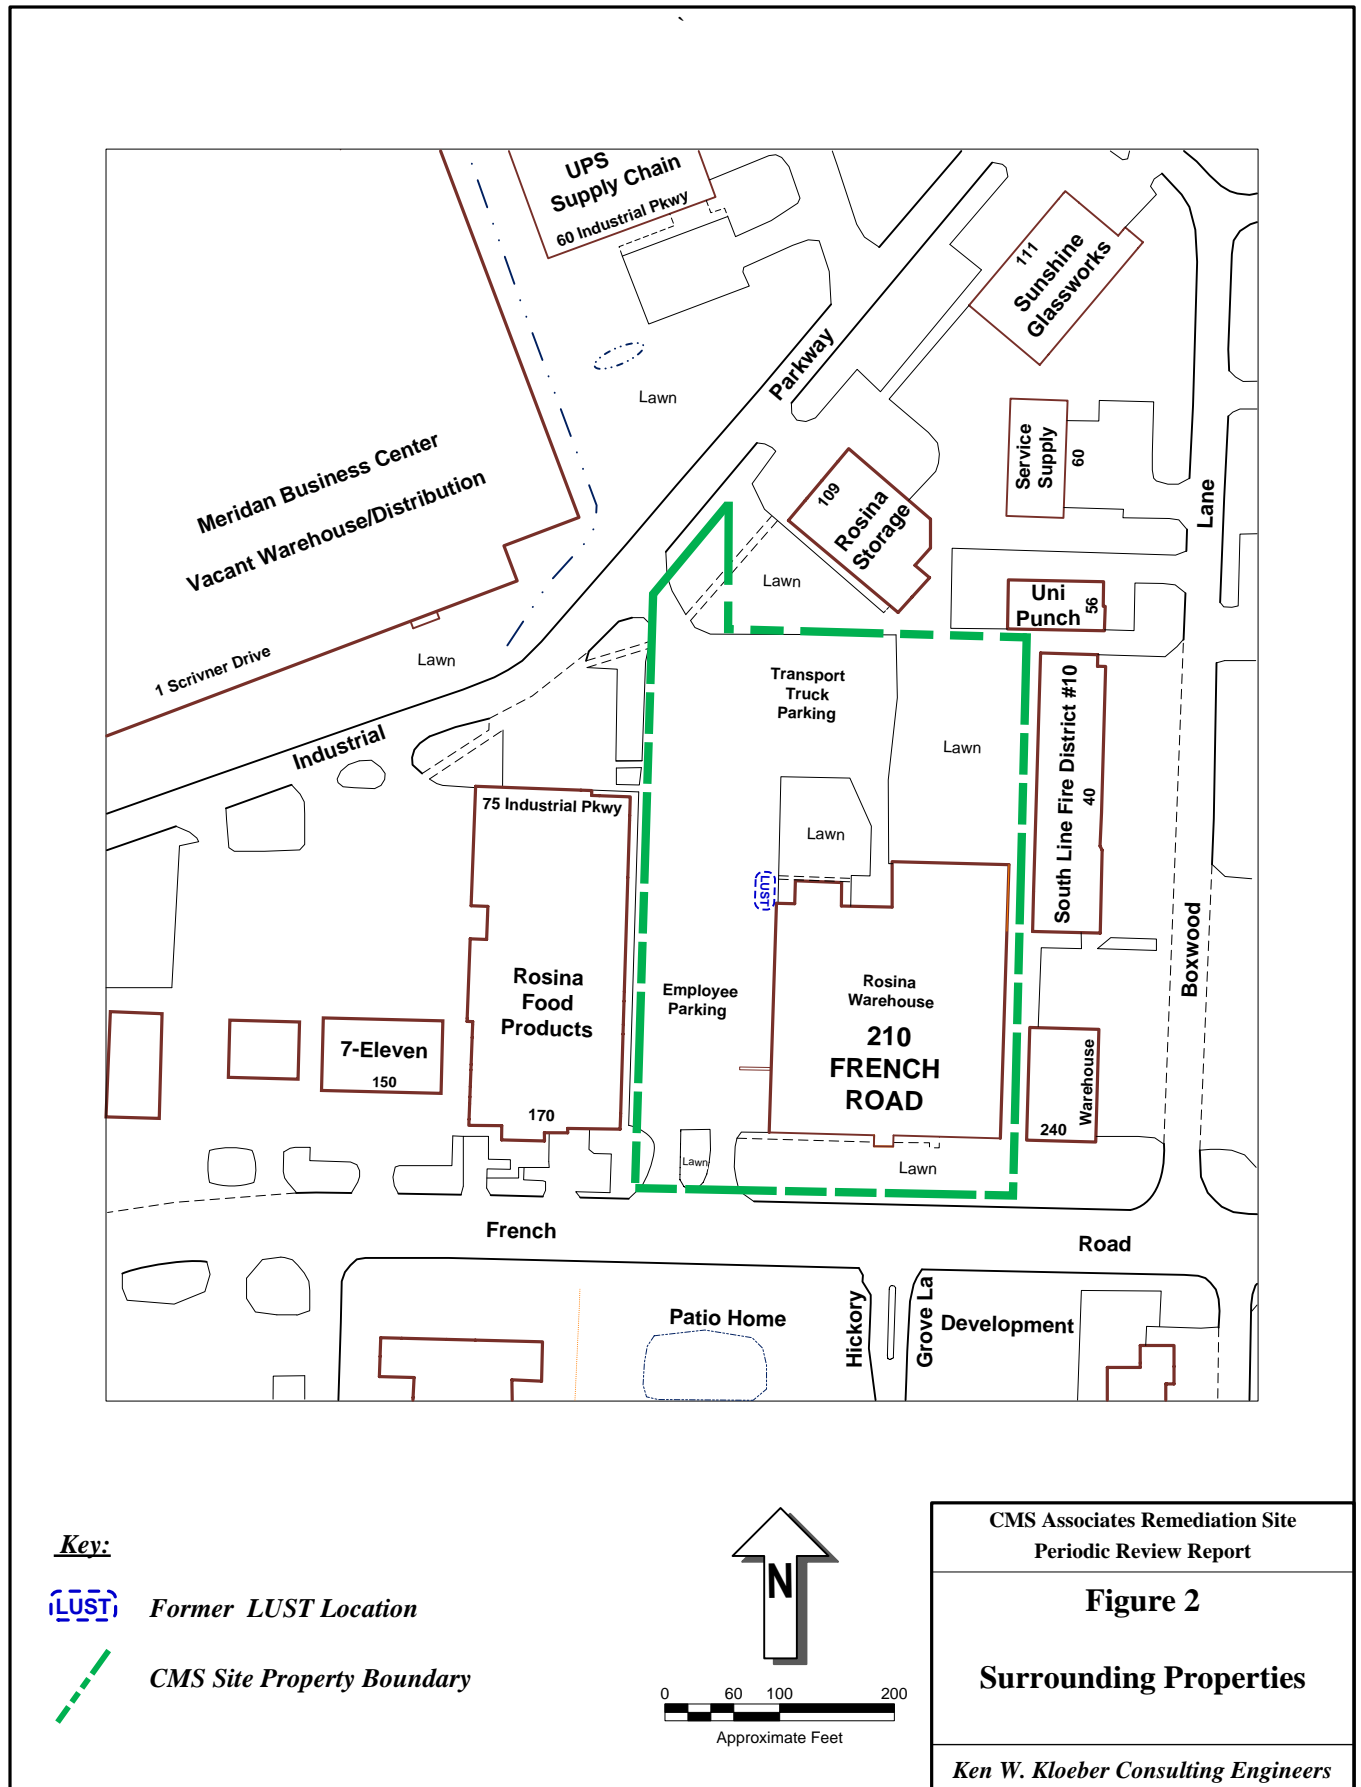 `
UPS
Supply Chain
60 Industrial Pkwy
111
Sunshine
Glassworks
Parkway
Lawn
Meridan Business Center
Vacant Warehouse/Distribution
1 Scrivner Drive
Lawn
Industrial
109
Rosina
Storage
Service
Supply
60
Lane
Lawn
Uni
Punch
56
Transport
Truck
Parking
Lawn
South Line Fire District #10
40
75 Industrial Pkwy
Lawn
LUST
Boxwood
Rosina
Food
Products
170
7-Eleven
150
Employee
Parking
Rosina
Warehouse
210
FRENCH
ROAD
Warehouse
240
Lawn
Lawn
French
Road
Patio Home
Hickory
Grove La
Development
Key:
LUST
Former LUST Location
CMS Site Property Boundary
N
0 60 100 200
Approximate Feet
CMS Associates Remediation Site
Periodic Review Report
Figure 2
Surrounding Properties
Ken W. Kloeber Consulting Engineers